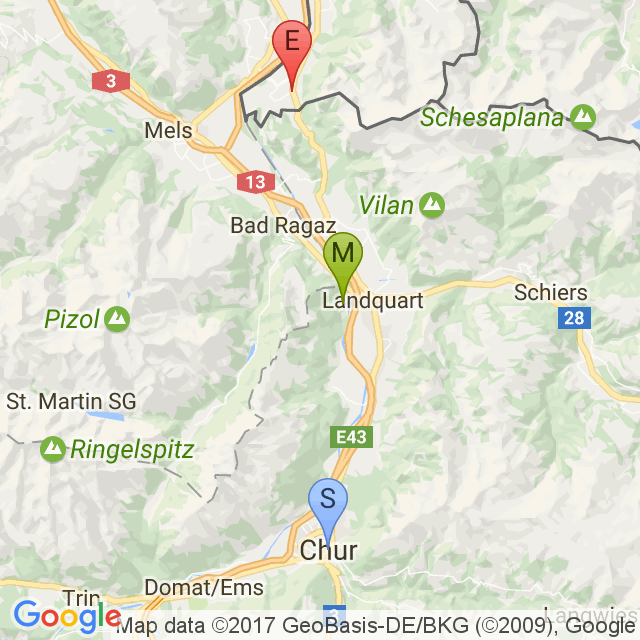 E
3
Schesaplana
Mels
13
Vilan
Bad Ragaz
M
Landquart
Schiers
Pizol
28
St. Martin SG
E43
Ringelspitz
S
Chur
Domat/Ems
Trin
Langwies
Google
Map data ©2017 GeoBasis-DE/BKG (©2009), Google